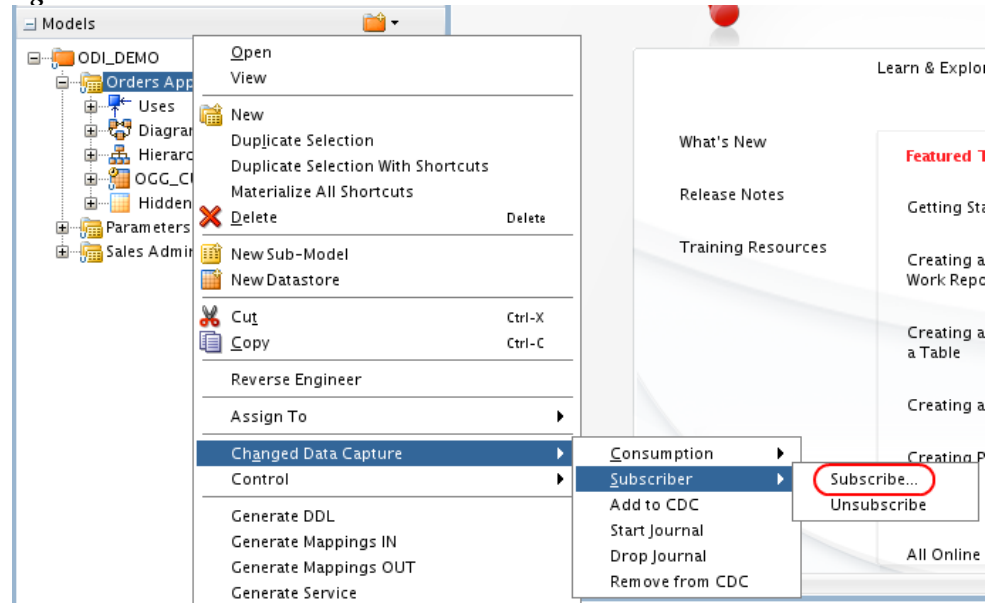 Models
ODI_DEMO
Orders App
Uses
Diagrar
Hierarc
OGG_CU
Hidden
Parameters
Sales Admir
Open
View
New
Duplicate Selection
Duplicate Selection With Shortcuts
Materialize All Shortcuts
Delete Delete
New Sub-Model
New Datastore
Cut Ctrl-X
Copy Ctrl-C
Reverse Engineer
Assign To
Changed Data Capture
Control
Generate DDL
Generate Mappings IN
Generate Mappings OUT
Generate Service
Consumption
Subscriber
Add to CDC
Start Journal
Drop Journal
Remove from CDC
Subscribe...
Unsubscribe
Learn & Explor
What's New
Release Notes
Training Resources
Featured T
Getting Sta
Creating a
Work Repo
Creating a
a Table
Creating a
Creating P
All Online